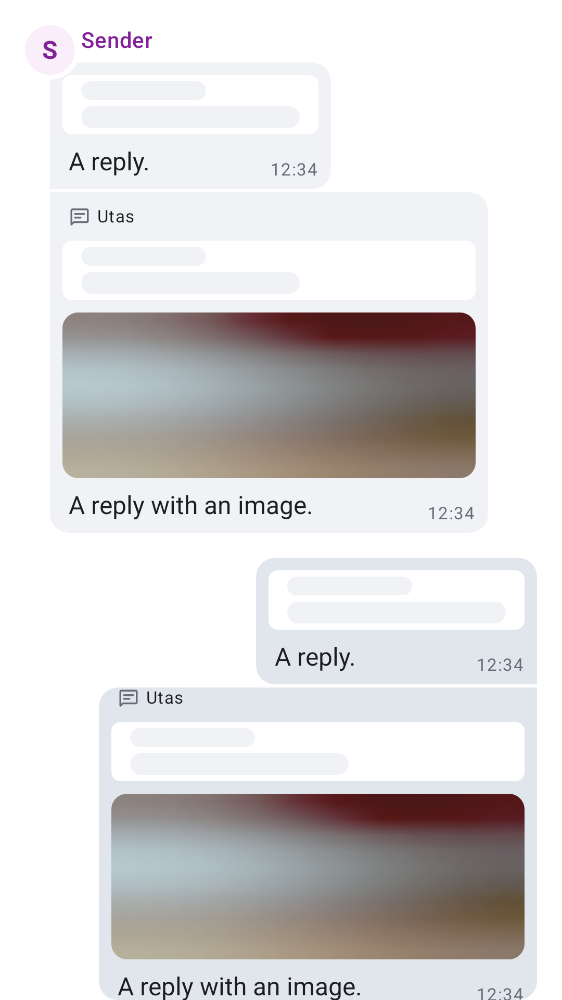 S
Sender
A reply.
12:34
Utas
A reply with an image.
12:34
A reply.
12:34
Utas
A reply with an image.
12:34